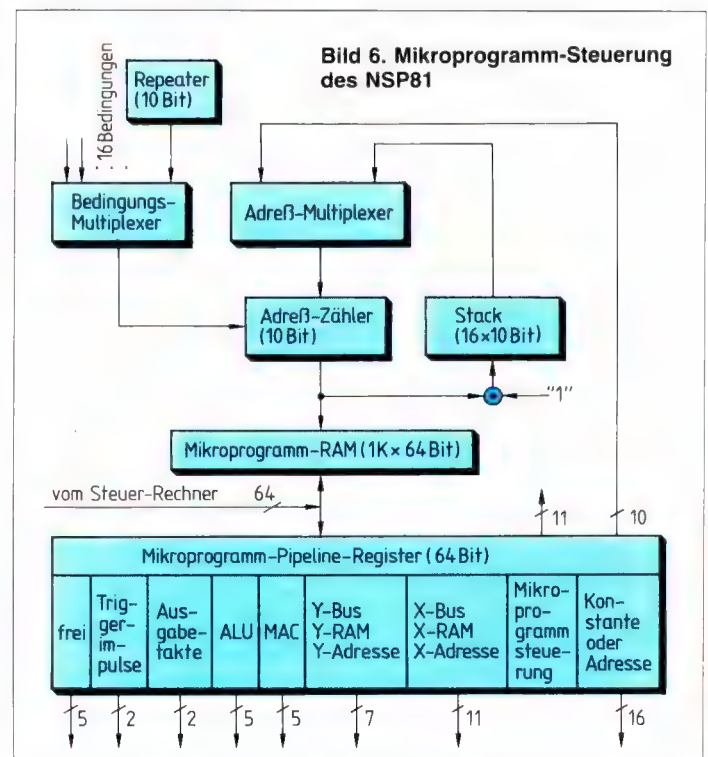 Bild 6. Mikroprogramm-Steuerung
des NSP81
16 Bedingungen
Repeater
(10 Bit)
Bedingungs-
Multiplexer
Adreß-Multiplexer
Adreß-Zähler
(10 Bit)
Stack
(16×10 Bit)
"1"
Mikroprogramm-RAM (1K × 64 Bit)
vom Steuer-Rechner 64
11 10
Mikroprogramm-Pipeline-Register (64 Bit)
frei
Trig-
ger-
im-
pulse
Aus-
gabe-
takte
ALU
MAC
Y-Bus
Y-RAM
Y-Adresse
X-Bus
X-RAM
X-Adresse
Mikro-
pro-
gramm
steue-
rung
Kon-
stante
oder
Adresse
5 2 2 5 5 7 11 16